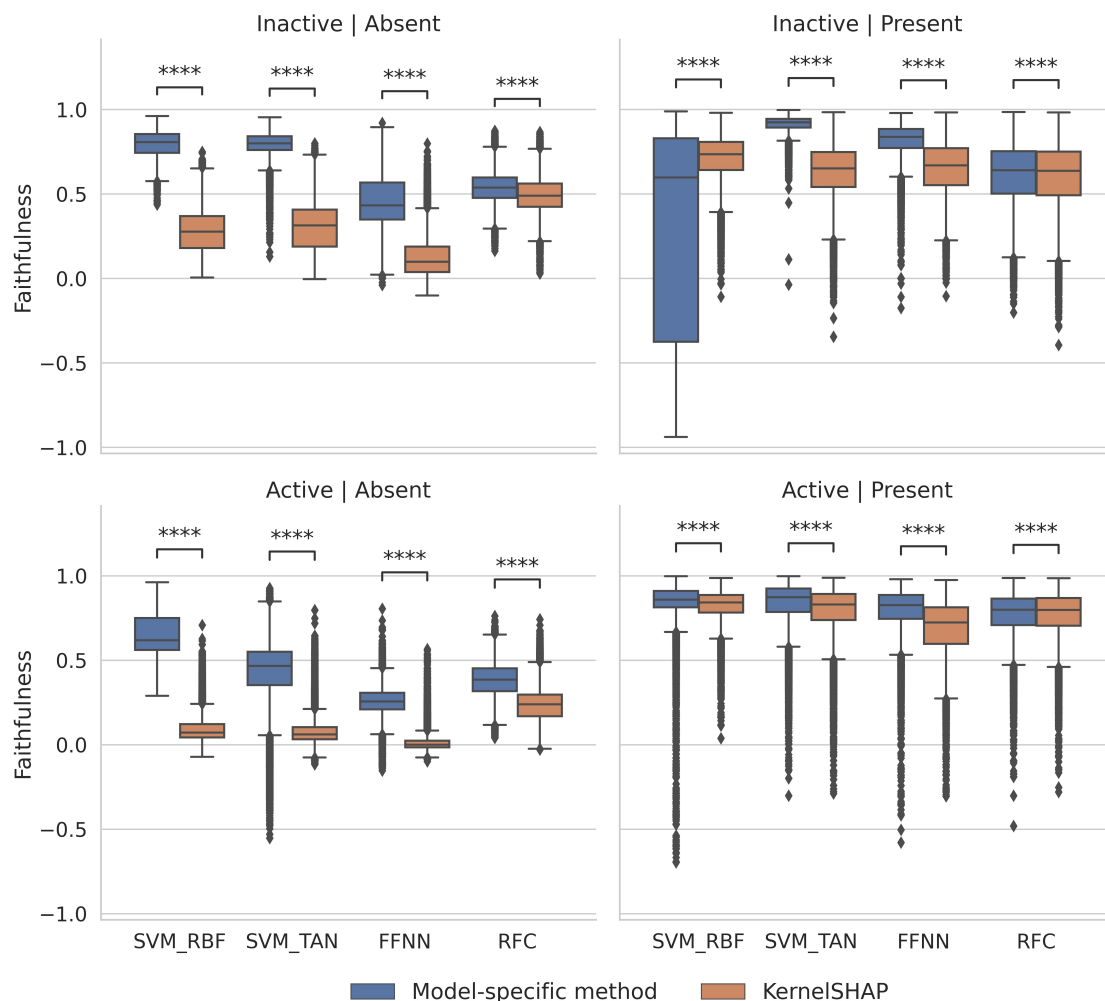 Inactive | Absent
Inactive | Present
**** **** **** ****
**** **** **** ****
1.0
0.5
0.0
−0.5
−1.0
Faithfulness
Active | Absent
Active | Present
**** **** **** ****
**** **** **** ****
1.0
0.5
0.0
−0.5
−1.0
Faithfulness
SVM_RBF SVM_TAN FFNN RFC
SVM_RBF SVM_TAN FFNN RFC
Model-specific method KernelSHAP